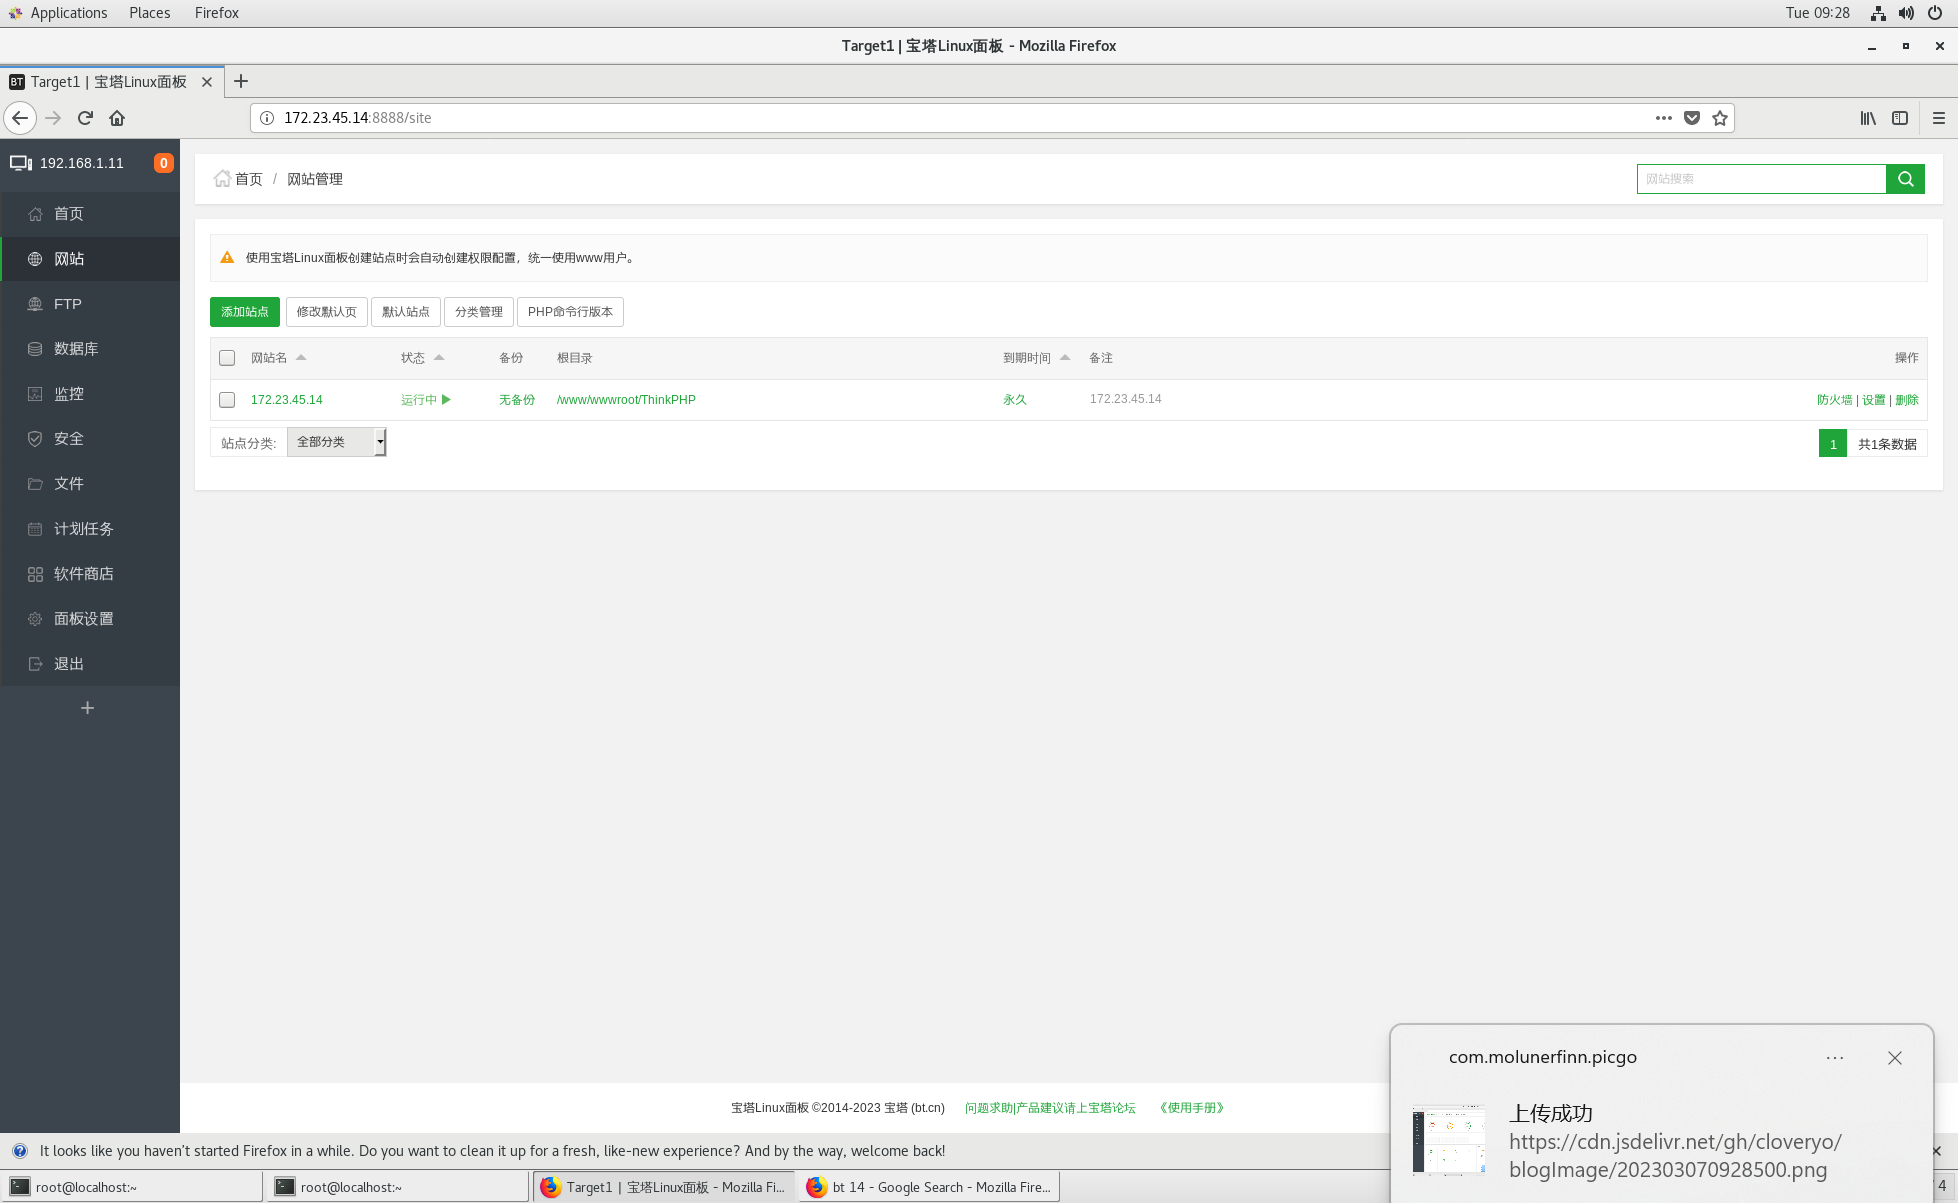 Applications Places Firefox Tue 09:28
Target1 | 宝塔Linux面板 - Mozilla Firefox
BT Target1 | 宝塔Linux面板
172.23.45.14:8888/site
192.168.1.11 0
首页
网站
FTP
数据库
监控
安全
文件
计划任务
软件商店
面板设置
退出
首页 / 网站管理 网站搜索
使用宝塔Linux面板创建站点时会自动创建权限配置，统一使用www用户。
添加站点 修改默认页 默认站点 分类管理 PHP命令行版本
网站名 状态 备份 根目录 到期时间 备注 操作
172.23.45.14 运行中 无备份 /www/wwwroot/ThinkPHP 永久 172.23.45.14 防火墙 | 设置 | 删除
站点分类: 全部分类 1 共1条数据
宝塔Linux面板 ©2014-2023 宝塔 (bt.cn) 问题求助|产品建议请上宝塔论坛 《使用手册》
com.molunerfinn.picgo
上传成功
https://cdn.jsdelivr.net/gh/cloveryo/
blogImage/202303070928500.png
It looks like you haven't started Firefox in a while. Do you want to clean it up for a fresh, like-new experience? And by the way, welcome back!
root@localhost:~ root@localhost:~ Target1 | 宝塔Linux面板 - Mozilla Fi... bt 14 - Google Search - Mozilla Fire... 4